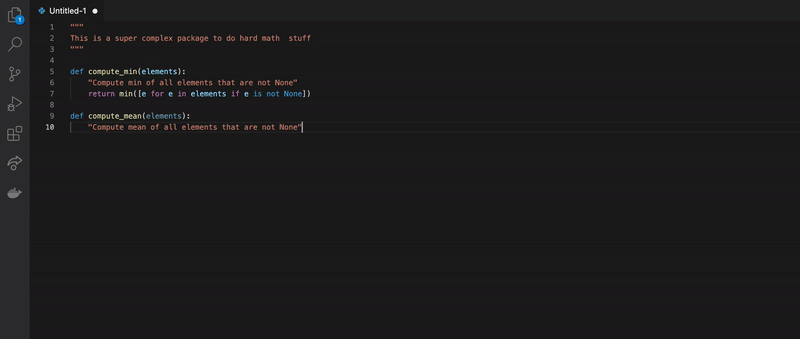 Untitled-1
1
1 """
2 This is a super complex package to do hard math  stuff
3 """
4
5 def compute_min(elements):
6     "Compute min of all elements that are not None"
7     return min([e for e in elements if e is not None])
8
9 def compute_mean(elements):
10     "Compute mean of all elements that are not None"